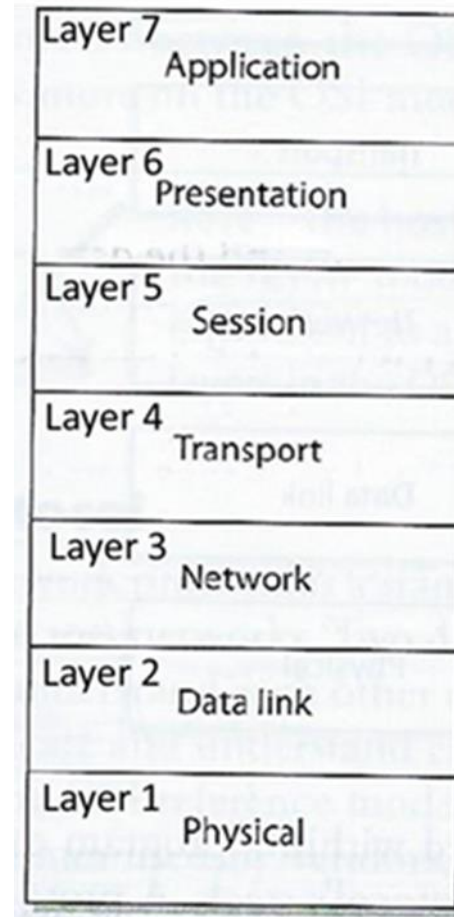 Layer 7
Application
Layer 6
Presentation
Layer 5
Session
Layer 4
Transport
Layer 3
Network
Layer 2
Data link
Layer 1
Physical